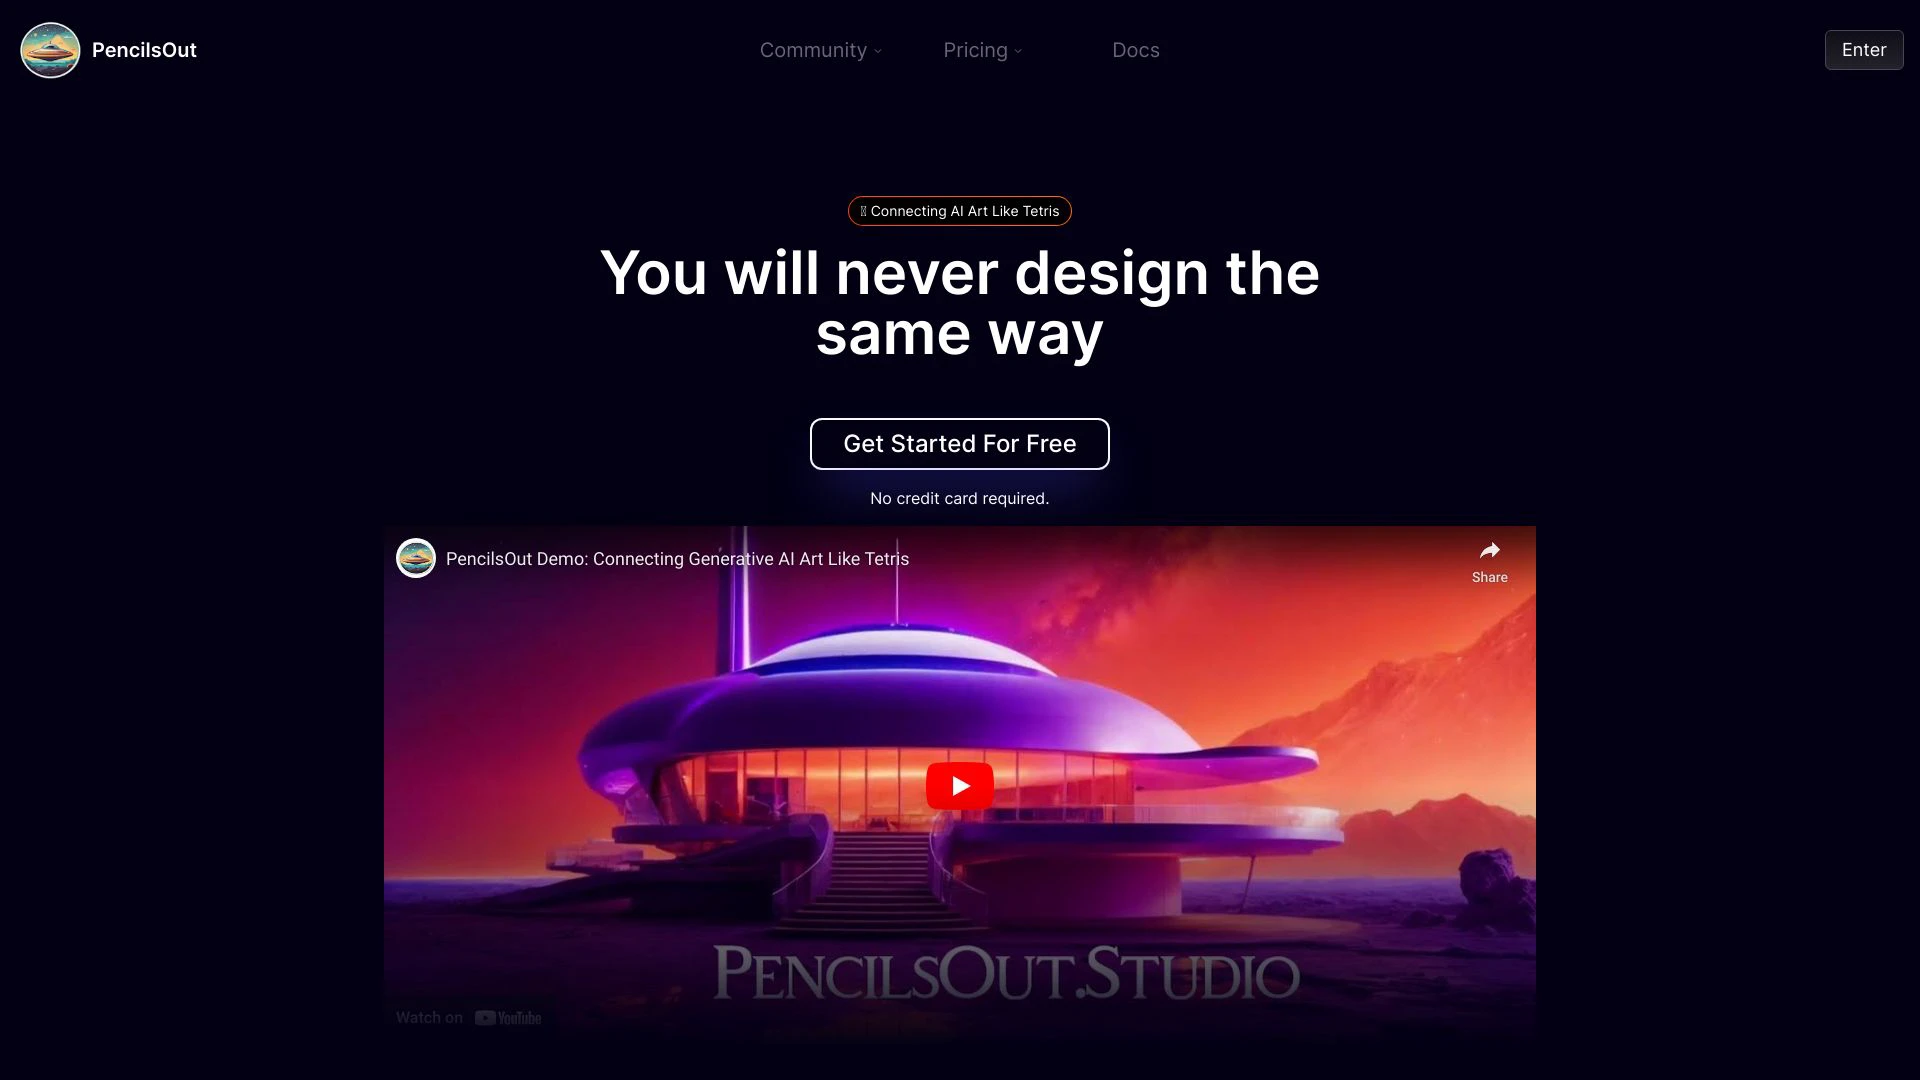 PencilsOut
Community
Pricing
Docs
Enter
Connecting AI Art Like Tetris
You will never design the
same way
Get Started For Free
No credit card required.
PencilsOut Demo: Connecting Generative AI Art Like Tetris
Share
PENCILSOUT.STUDIO
Watch on YouTube